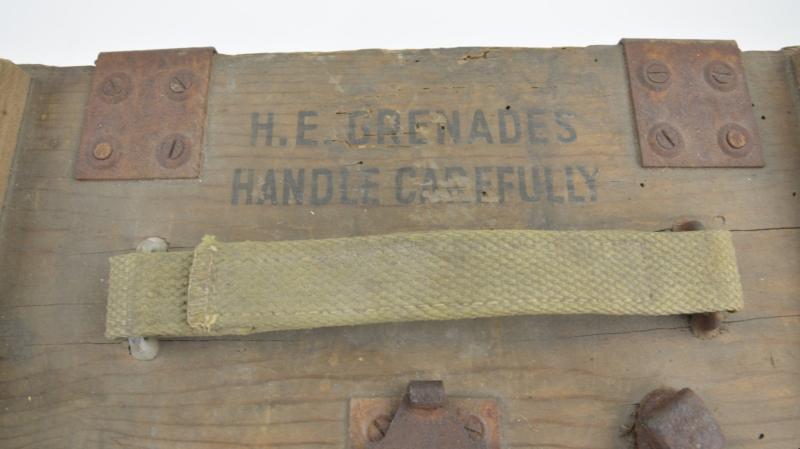 H.E. GRENADES
HANDLE CAREFULLY